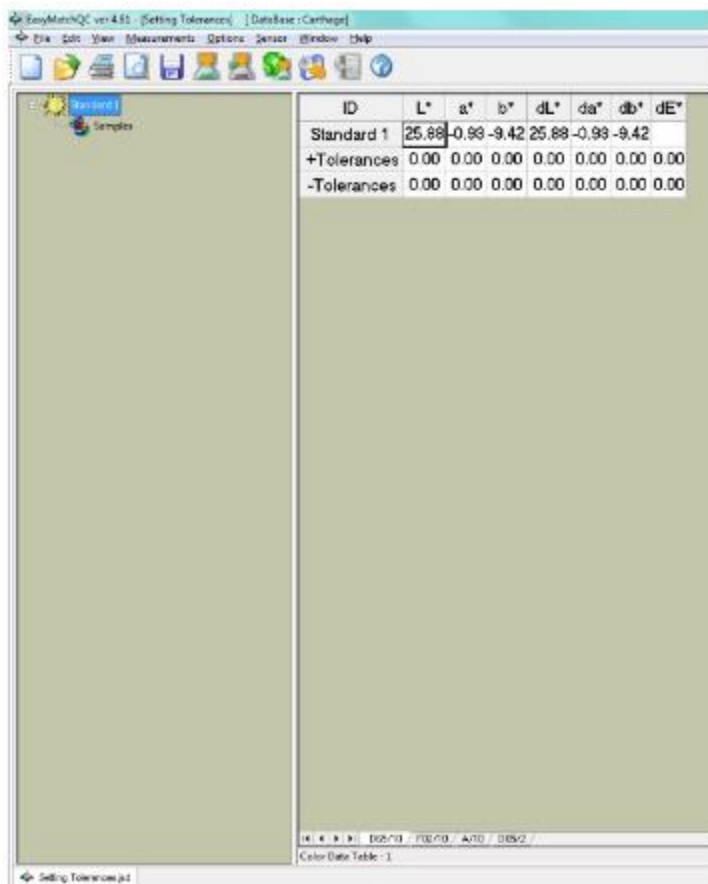 EasyMatchQC ver 4.81 - [Setting Tolerances] [ DataBase : Carthage]
File Edit View Measurements Options Sensor Window Help
Standard 1
Samples
ID L* a* b* dL* da* db* dE*
Standard 1 25.88 -0.93 -9.42 25.88 -0.93 -9.42
+Tolerances 0.00 0.00 0.00 0.00 0.00 0.00 0.00
-Tolerances 0.00 0.00 0.00 0.00 0.00 0.00 0.00
D65/10 / F02/10 / A/10 / D65/2 /
Color Data Table : 1
Setting Tolerances.jsd